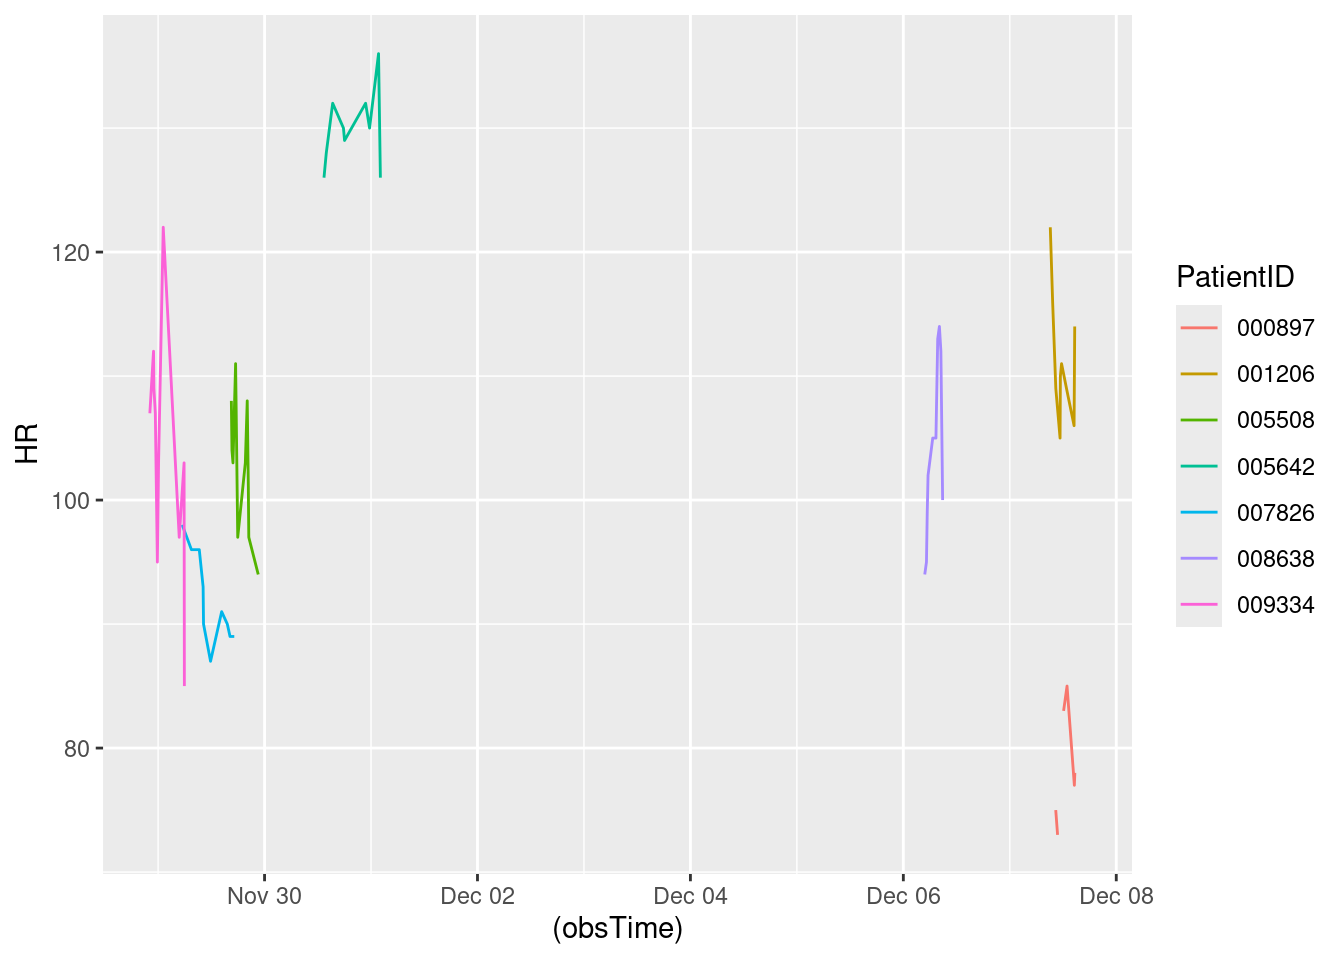 HR
120
100
80
Nov 30
Dec 02
Dec 04
Dec 06
Dec 08
(obsTime)
PatientID
000897
001206
005508
005642
007826
008638
009334